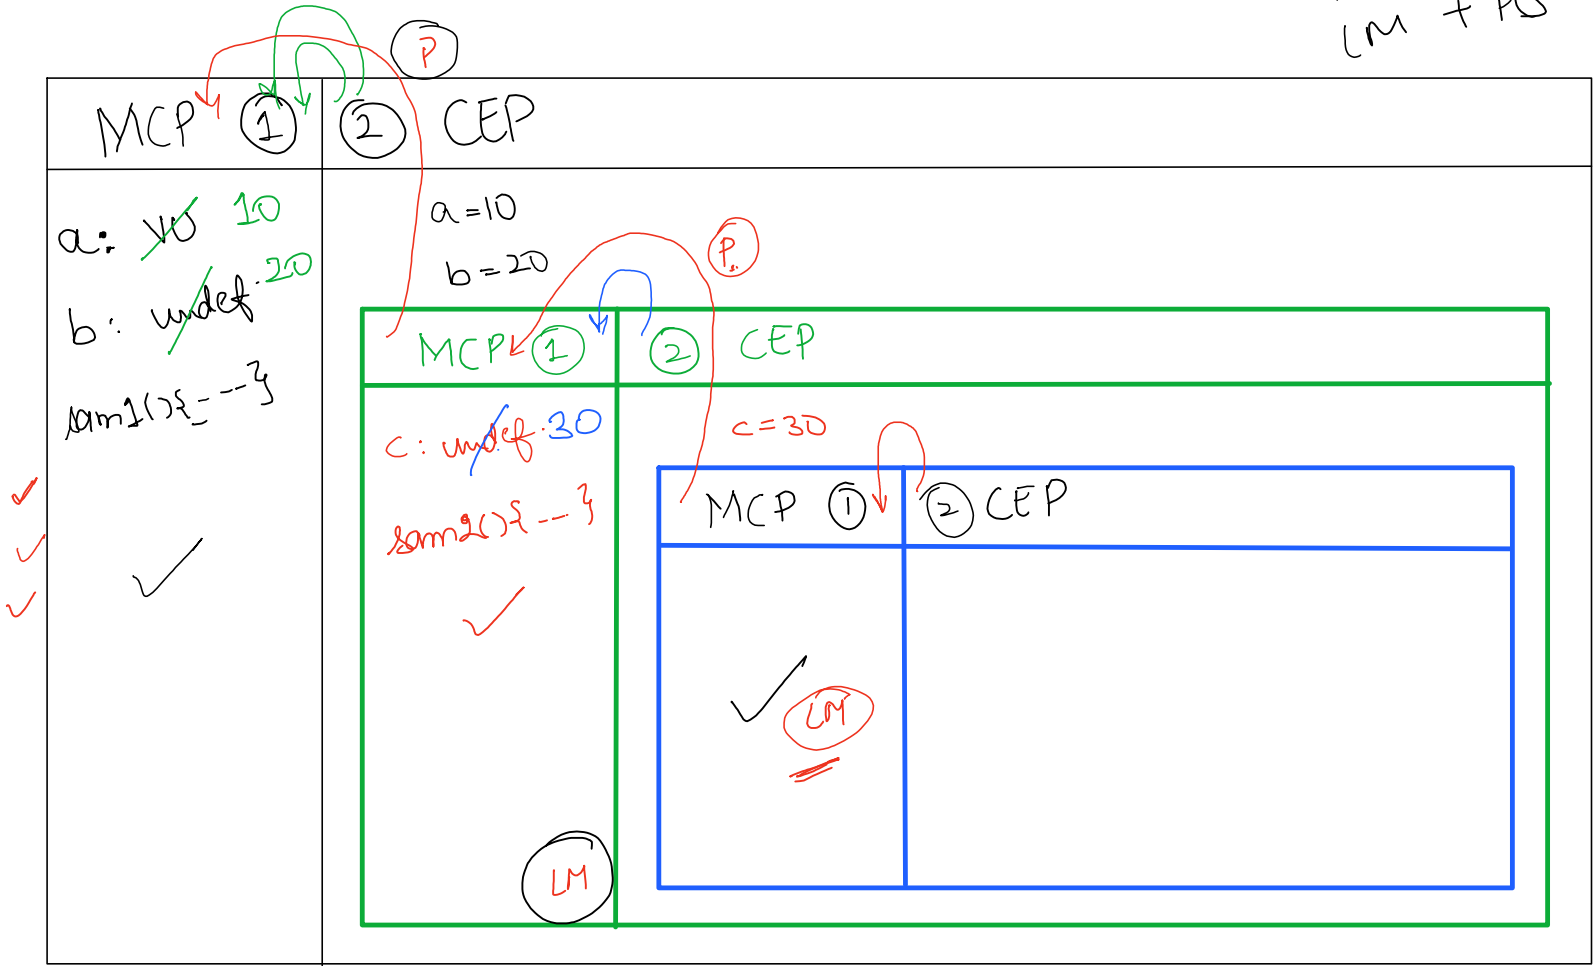 LM + PS
P
MCP 1 2 CEP
a: 10
a=10
b: undef. 20
b=20
P.
sam1(){---}
MCP 1 2 CEP
c: undef. 30
c=30
sam2(){---}
MCP 1 2 CEP
LM
LM